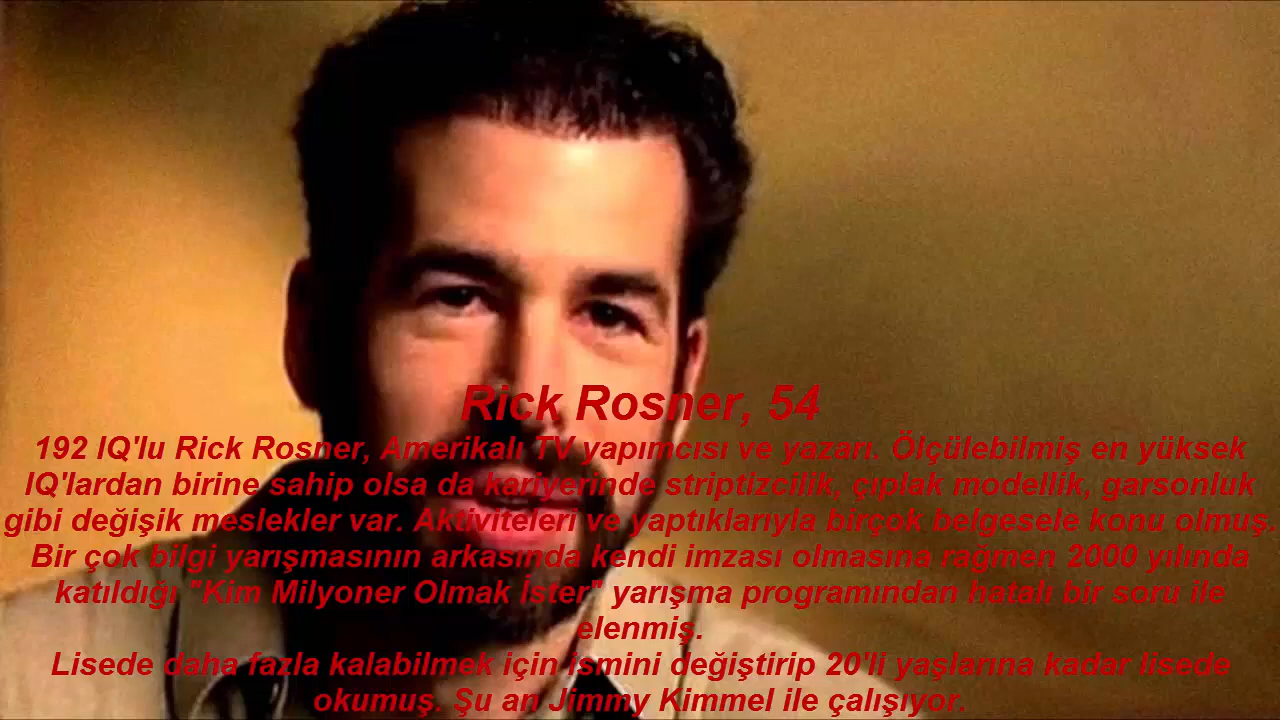 Rick Rosner, 54
192 IQ'lu Rick Rosner, Amerikalı TV yapımcısı ve yazarı. Ölçülebilmiş en yüksek
IQ'lardan birine sahip olsa da kariyerinde striptizcilik, çıplak modellik, garsonluk
gibi değişik meslekler var. Aktiviteleri ve yaptıklarıyla birçok belgesele konu olmuş.
Bir çok bilgi yarışmasının arkasında kendi imzası olmasına rağmen 2000 yılında
katıldığı "Kim Milyoner Olmak İster" yarışma programından hatalı bir soru ile
elenmiş.
Lisede daha fazla kalabilmek için ismini değiştirip 20'li yaşlarına kadar lisede
okumuş. Şu an Jimmy Kimmel ile çalışıyor.